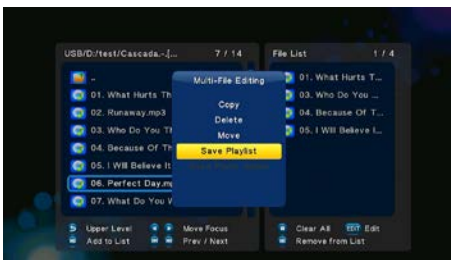 USB/D:/test/Cascada.-.[... 7 / 14
File List 1 / 4
..
01. What Hurts Th
02. Runaway.mp3
03. Who Do You Th
04. Because Of Th
05. I Will Believe It
06. Perfect Day.mp
07. What Do You W
Multi-File Editing
Copy
Delete
Move
Save Playlist
01. What Hurts T...
03. Who Do You ...
04. Because Of T...
05. I Will Believe I...
Upper Level Move Focus
Add to List Prev / Next
Clear All EDIT Edit
Remove from List